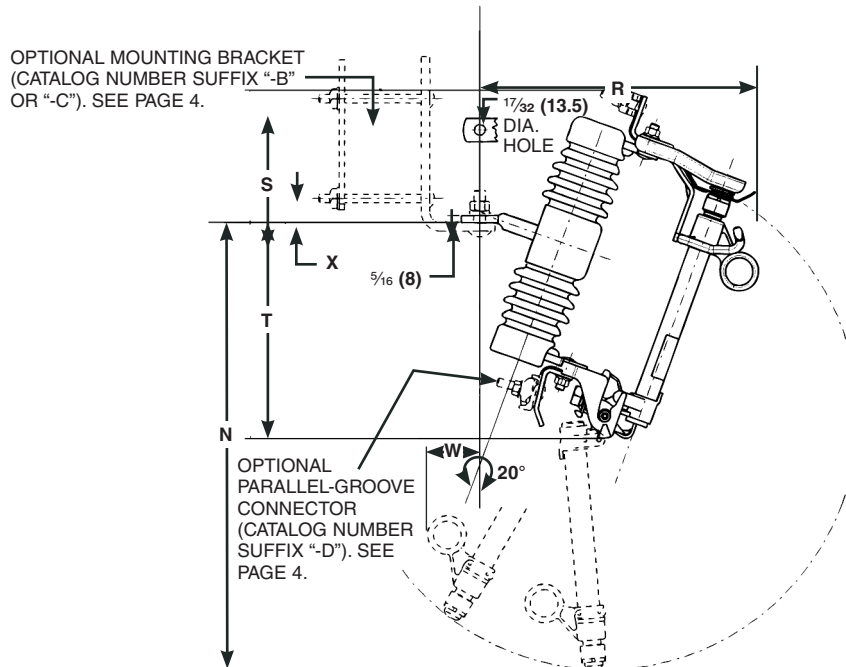 OPTIONAL MOUNTING BRACKET
(CATALOG NUMBER SUFFIX “-B”
OR “-C”). SEE PAGE 4.
R
17/32 (13.5)
DIA.
HOLE
S
X
5/16 (8)
T
N
W
20°
OPTIONAL
PARALLEL-GROOVE
CONNECTOR
(CATALOG NUMBER
SUFFIX “-D”). SEE
PAGE 4.